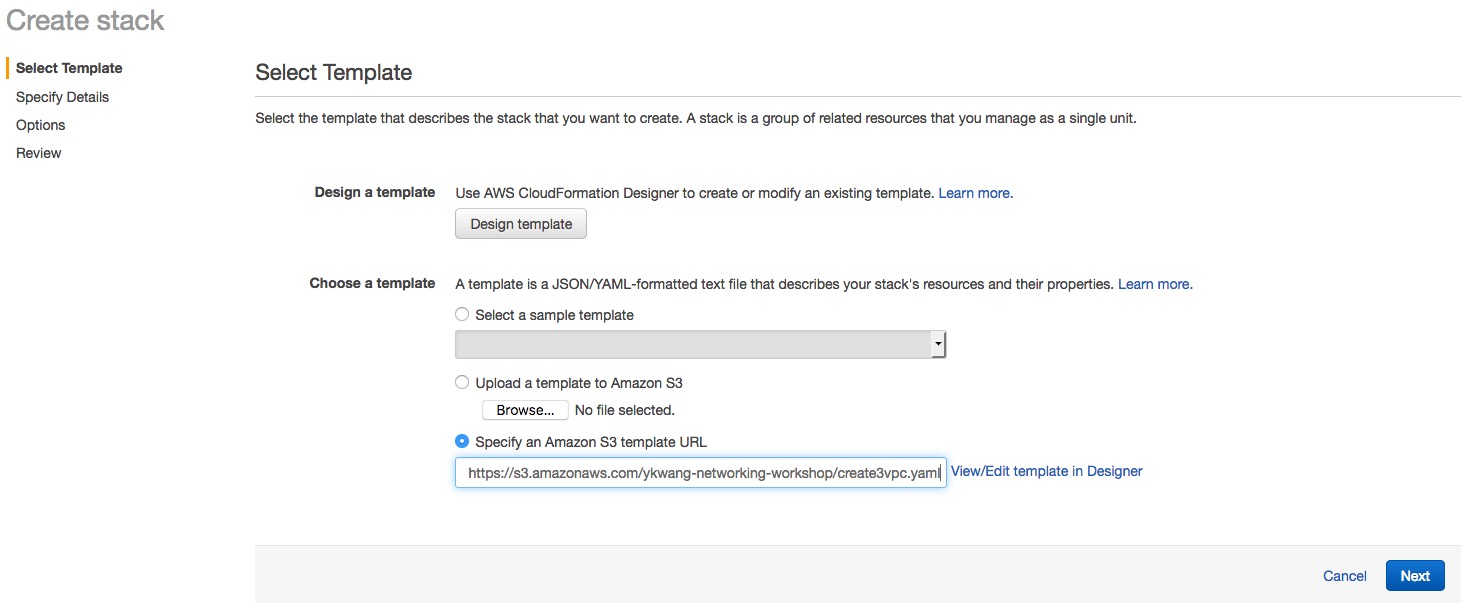 Create stack
Select Template
Specify Details
Options
Review
Select Template
Select the template that describes the stack that you want to create. A stack is a group of related resources that you manage as a single unit.
Design a template
Use AWS CloudFormation Designer to create or modify an existing template. Learn more.
Design template
Choose a template
A template is a JSON/YAML-formatted text file that describes your stack's resources and their properties. Learn more.
Select a sample template
Upload a template to Amazon S3
Browse... No file selected.
Specify an Amazon S3 template URL
https://s3.amazonaws.com/ykwang-networking-workshop/create3vpc.yaml
View/Edit template in Designer
Cancel
Next